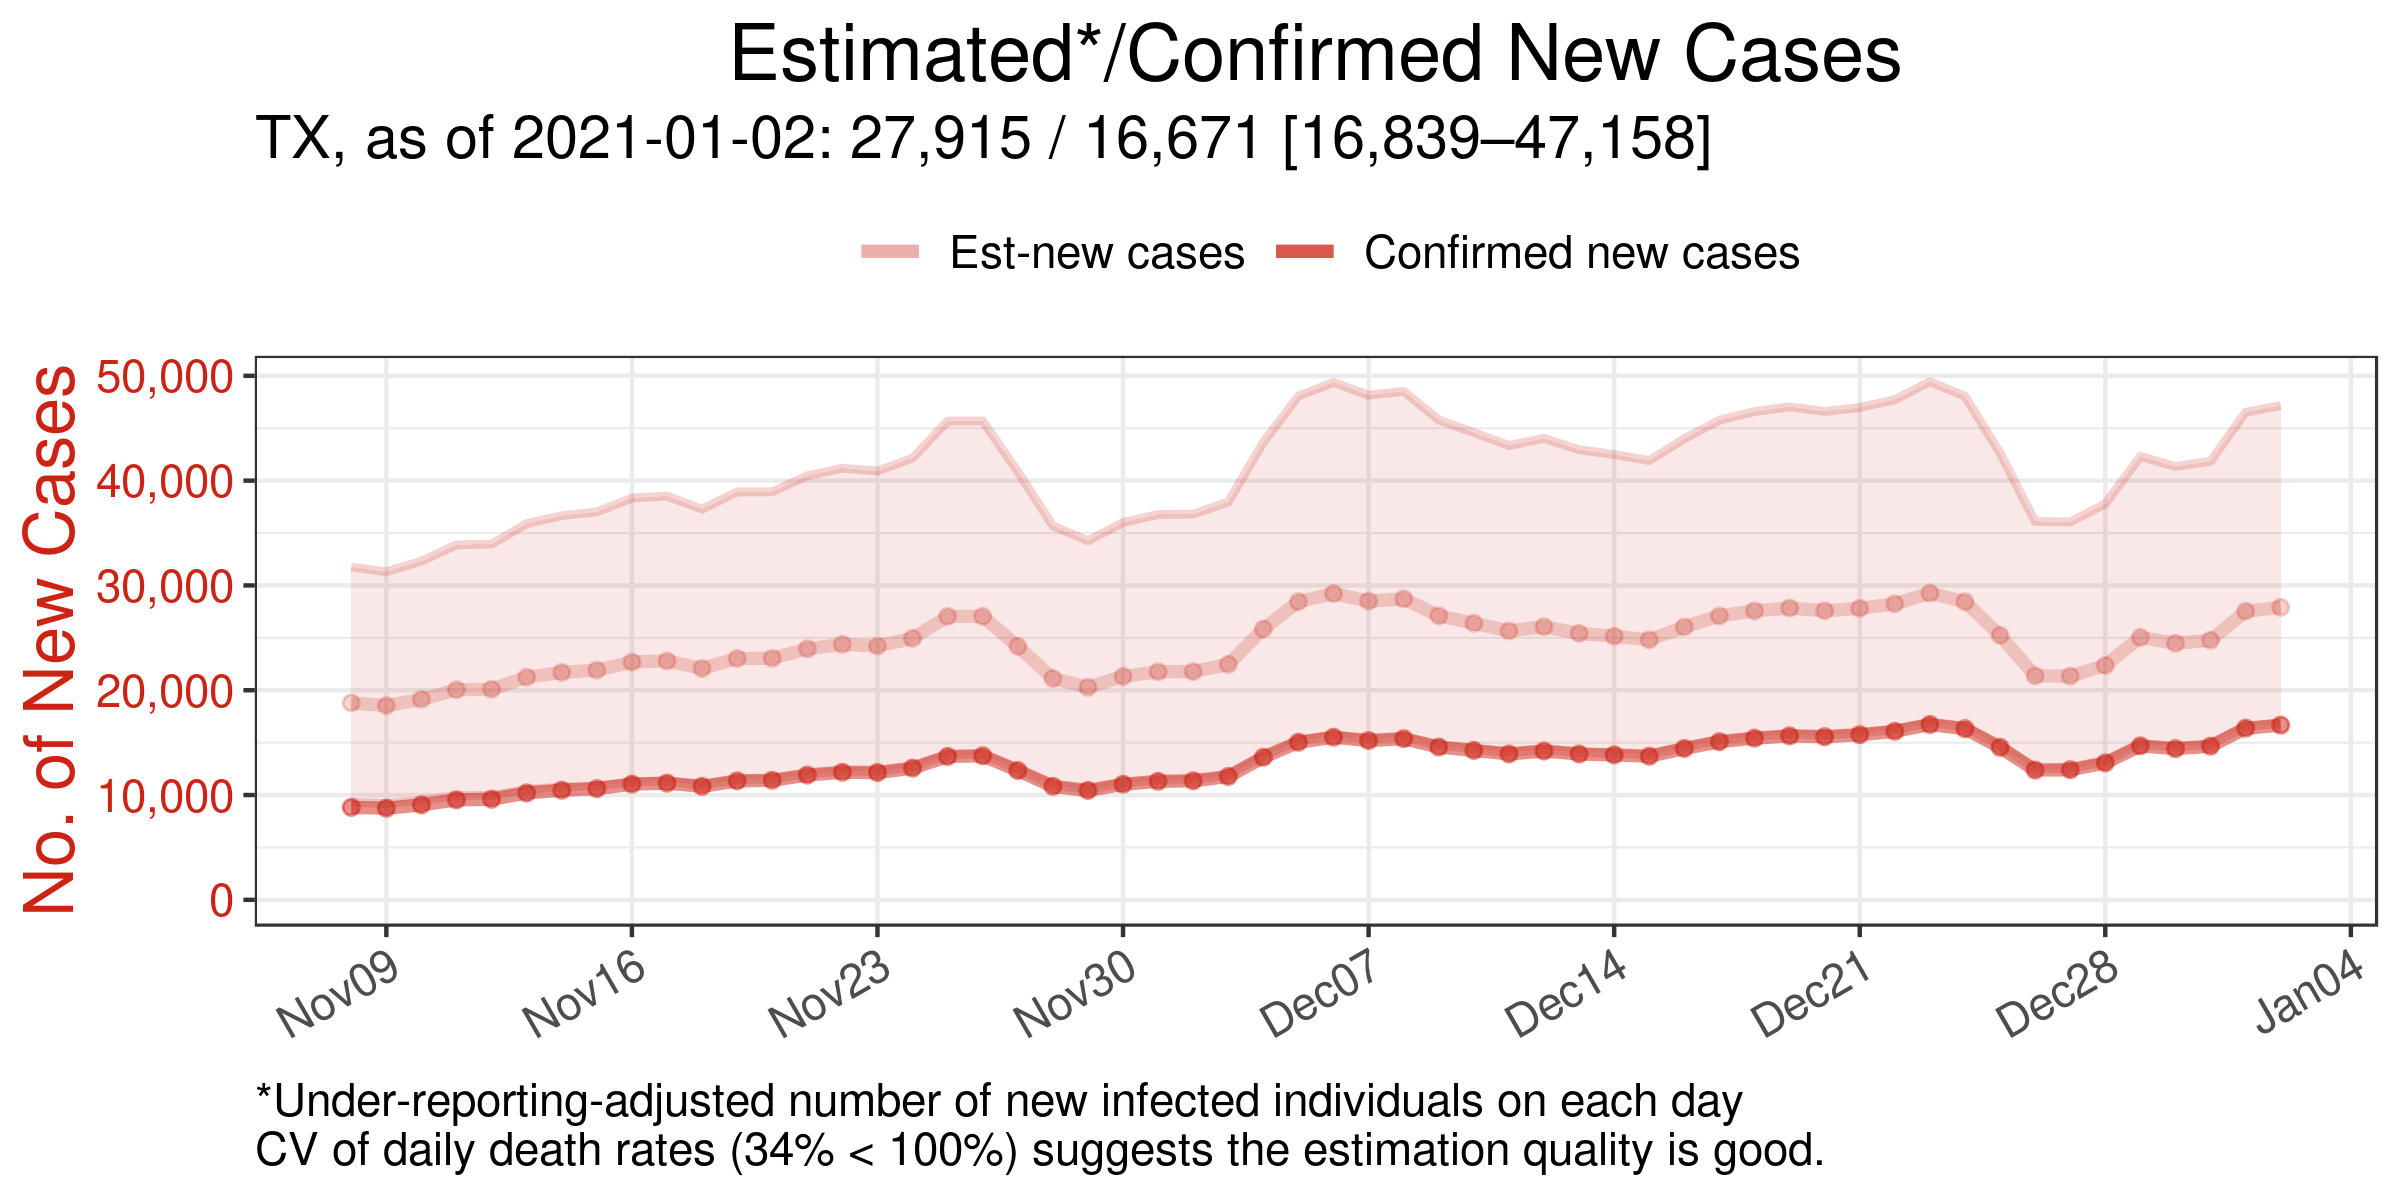 Estimated*/Confirmed New Cases
TX, as of 2021-01-02: 27,915 / 16,671 [16,839–47,158]
Est-new cases Confirmed new cases
No. of New Cases
50,000
40,000
30,000
20,000
10,000
0
Nov09 Nov16 Nov23 Nov30 Dec07 Dec14 Dec21 Dec28 Jan04
*Under-reporting-adjusted number of new infected individuals on each day
CV of daily death rates (34% < 100%) suggests the estimation quality is good.